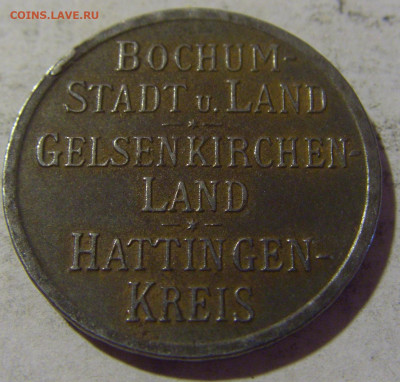 COINS.LAVE.RU
BOCHUM-
STADT u. LAND
GELSENKIRCHEN-
LAND
HATTINGEN-
KREIS